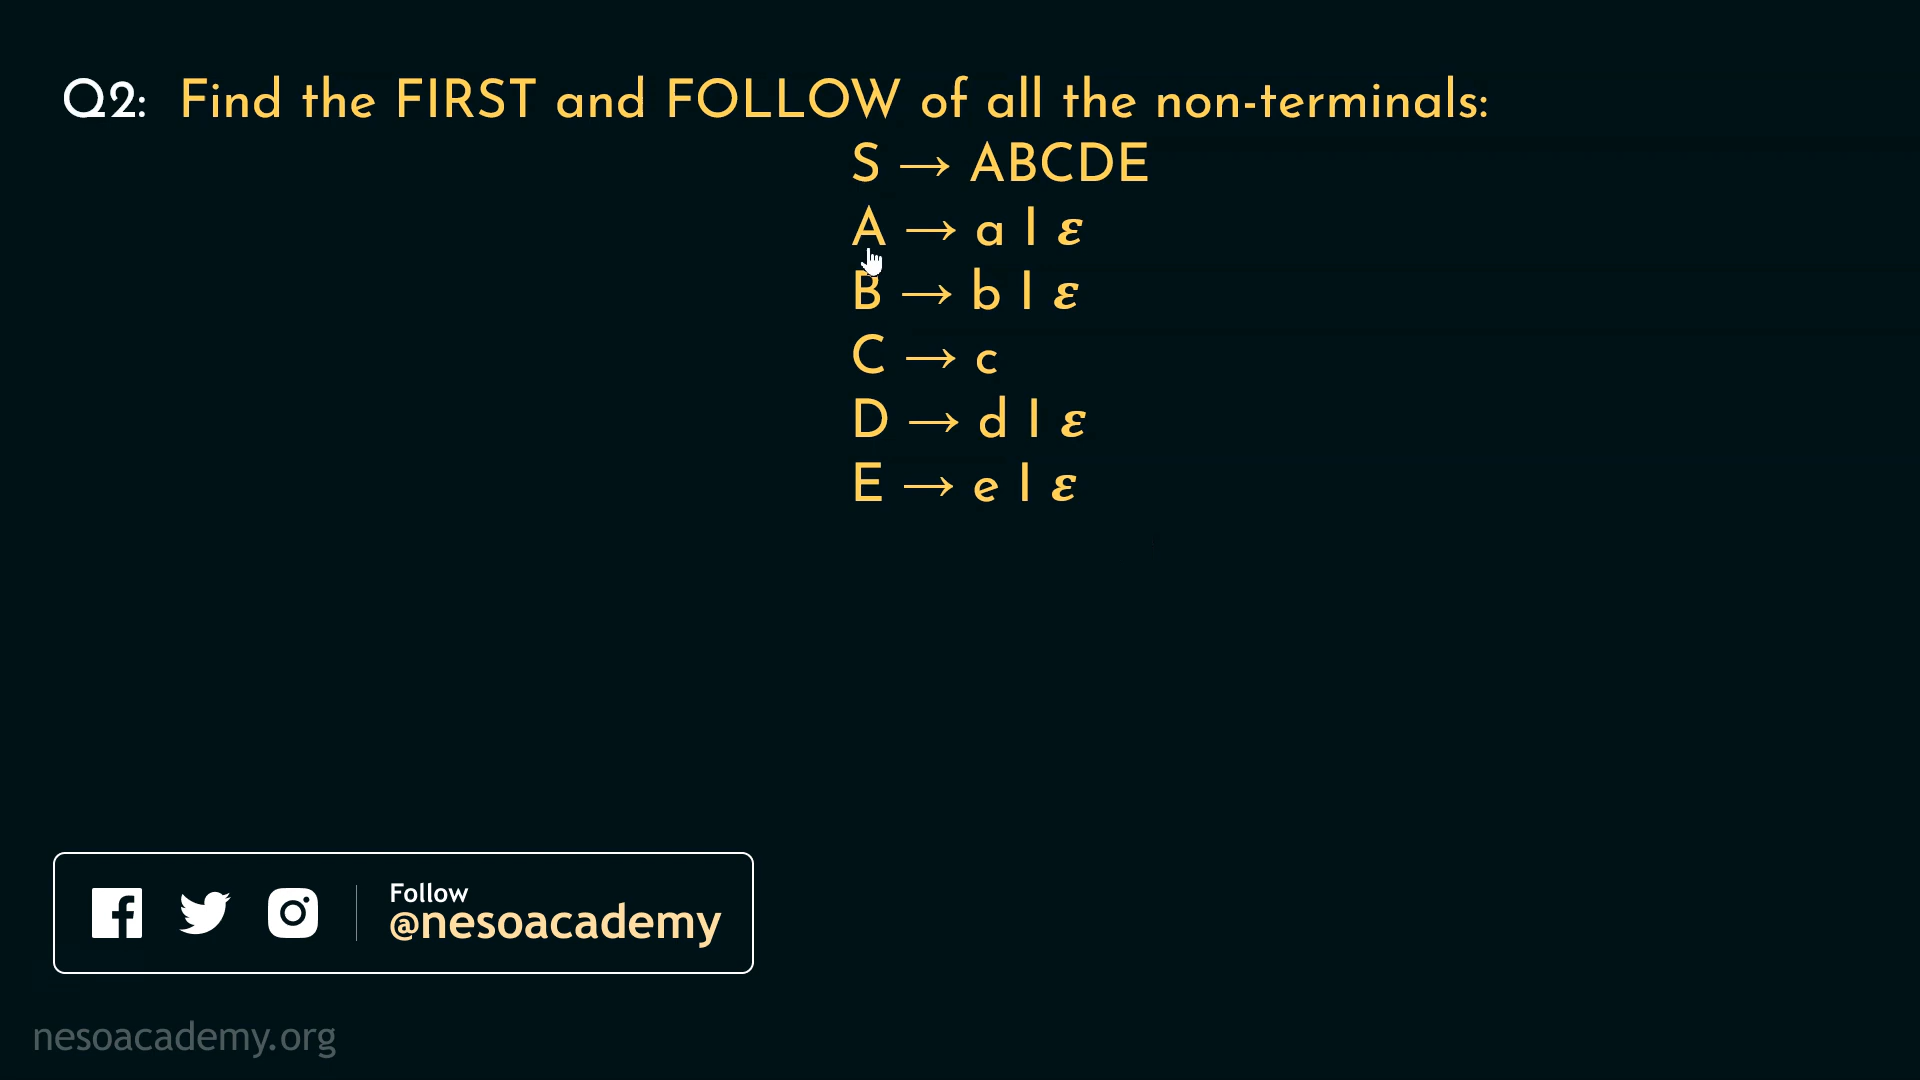 Q2: Find the FIRST and FOLLOW of all the non-terminals:
S → ABCDE
A → a | ε
B → b | ε
C → c
D → d | ε
E → e | ε
Follow
@nesoacademy
nesoacademy.org